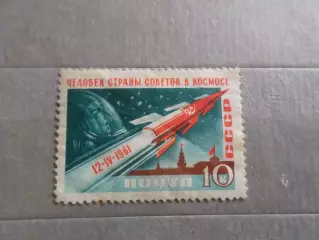 ЧЕЛОВЕК СТРАНЫ СОВЕТОВ В КОСМОСЕ
СССР
12-IV-1961
ПОЧТА
10